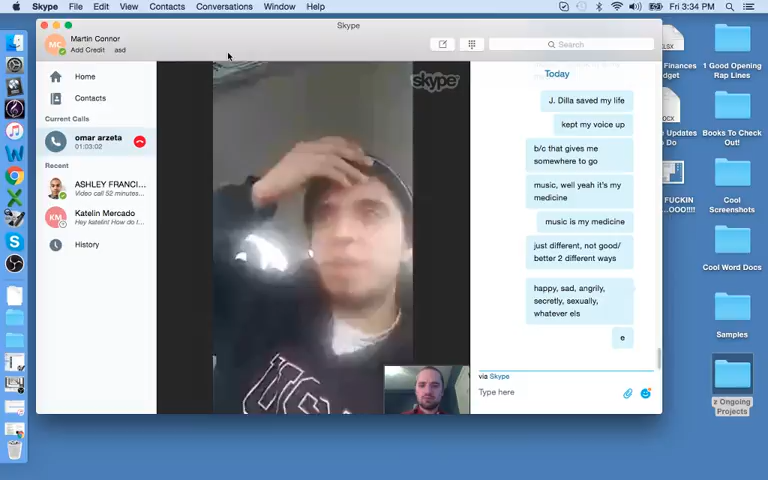 Skype File Edit View Contacts Conversations Window Help
Fri 3:34 PM
Skype
MC
Martin Connor
Add Credit asd
Search
Home
Contacts
Current Calls
omar arzeta
01:03:02
Recent
ASHLEY FRANCI...
Video call 52 minutes...
KM
Katelin Mercado
Hey katelin! How do I...
History
skype
Today
J. Dilla saved my life
kept my voice up
b/c that gives me
somewhere to go
music, well yeah it's my
medicine
music is my medicine
just different, not good/
better 2 different ways
happy, sad, angrily,
secretly, sexually,
whatever els
e
via Skype
Type here
1 Good Opening
Rap Lines
Finances
dget
Books To Check
Out!
Updates
Do
Cool
Screenshots
FUCKIN
...OOO!!!!
Cool Word Docs
Samples
z Ongoing
Projects